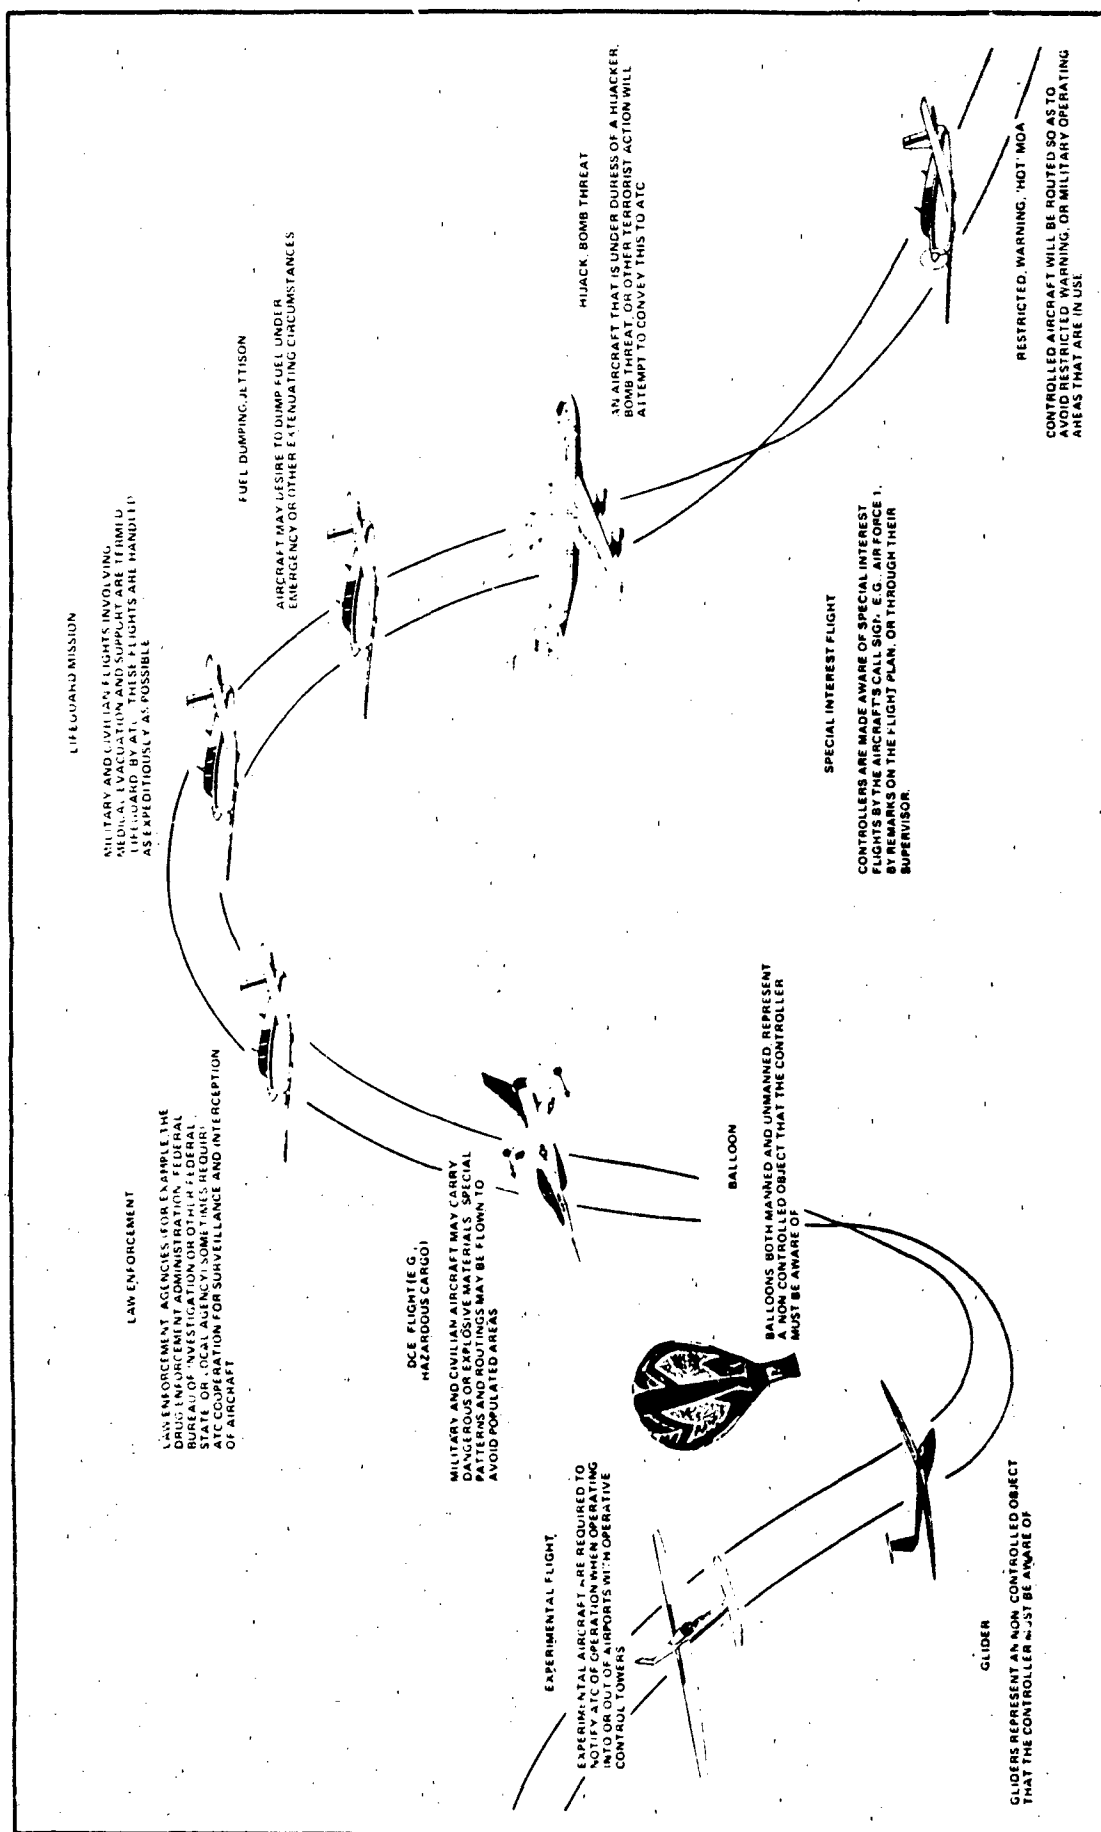 LIFEGUARD MISSION
MILITARY AND CIVILIAN FLIGHTS INVOLVING
MEDICAL EVACUATION AND SUPPORT ARE TERMED
LIFEGUARD BY ATC. THESE FLIGHTS ARE HANDLED
AS EXPEDITIOUSLY AS POSSIBLE
LAW ENFORCEMENT
LAW ENFORCEMENT AGENCIES (FOR EXAMPLE, THE
DRUG ENFORCEMENT ADMINISTRATION, FEDERAL
BUREAU OF INVESTIGATION OR OTHER FEDERAL,
STATE, OR LOCAL AGENCY) SOMETIMES REQUIRE
ATC COOPERATION FOR SURVEILLANCE AND INTERCEPTION
OF AIRCRAFT
FUEL DUMPING, JETTISON
AIRCRAFT MAY DESIRE TO DUMP FUEL UNDER
EMERGENCY OR OTHER EXTENUATING CIRCUMSTANCES
DGE FLIGHT (E.G.,
HAZARDOUS CARGO)
MILITARY AND CIVILIAN AIRCRAFT MAY CARRY
DANGEROUS OR EXPLOSIVE MATERIALS SPECIAL
PATTERNS AND ROUTINGS MAY BE FLOWN TO
AVOID POPULATED AREAS
HIJACK, BOMB THREAT
AN AIRCRAFT THAT IS UNDER DURESS OF A HIJACKER,
BOMB THREAT, OR OTHER TERRORIST ACTION WILL
ATTEMPT TO CONVEY THIS TO ATC
EXPERIMENTAL FLIGHT
EXPERIMENTAL AIRCRAFT ARE REQUIRED TO
NOTIFY ATC OF OPERATION WHEN OPERATING
INTO OR OUT OF AIRPORTS WITH OPERATIVE
CONTROL TOWERS
BALLOON
BALLOONS BOTH MANNED AND UNMANNED, REPRESENT
A NON CONTROLLED OBJECT THAT THE CONTROLLER
MUST BE AWARE OF
SPECIAL INTEREST FLIGHT
CONTROLLERS ARE MADE AWARE OF SPECIAL INTEREST
FLIGHTS BY THE AIRCRAFT'S CALL SIGN, E.G., AIR FORCE 1,
BY REMARKS ON THE FLIGHT PLAN, OR THROUGH THEIR
SUPERVISOR.
GLIDER
GLIDERS REPRESENT AN NON CONTROLLED OBJECT
THAT THE CONTROLLER MUST BE AWARE OF
RESTRICTED, WARNING, 'HOT' MOA
CONTROLLED AIRCRAFT WILL BE ROUTED SO AS TO
AVOID RESTRICTED WARNING, OR MILITARY OPERATING
AREAS THAT ARE IN USE